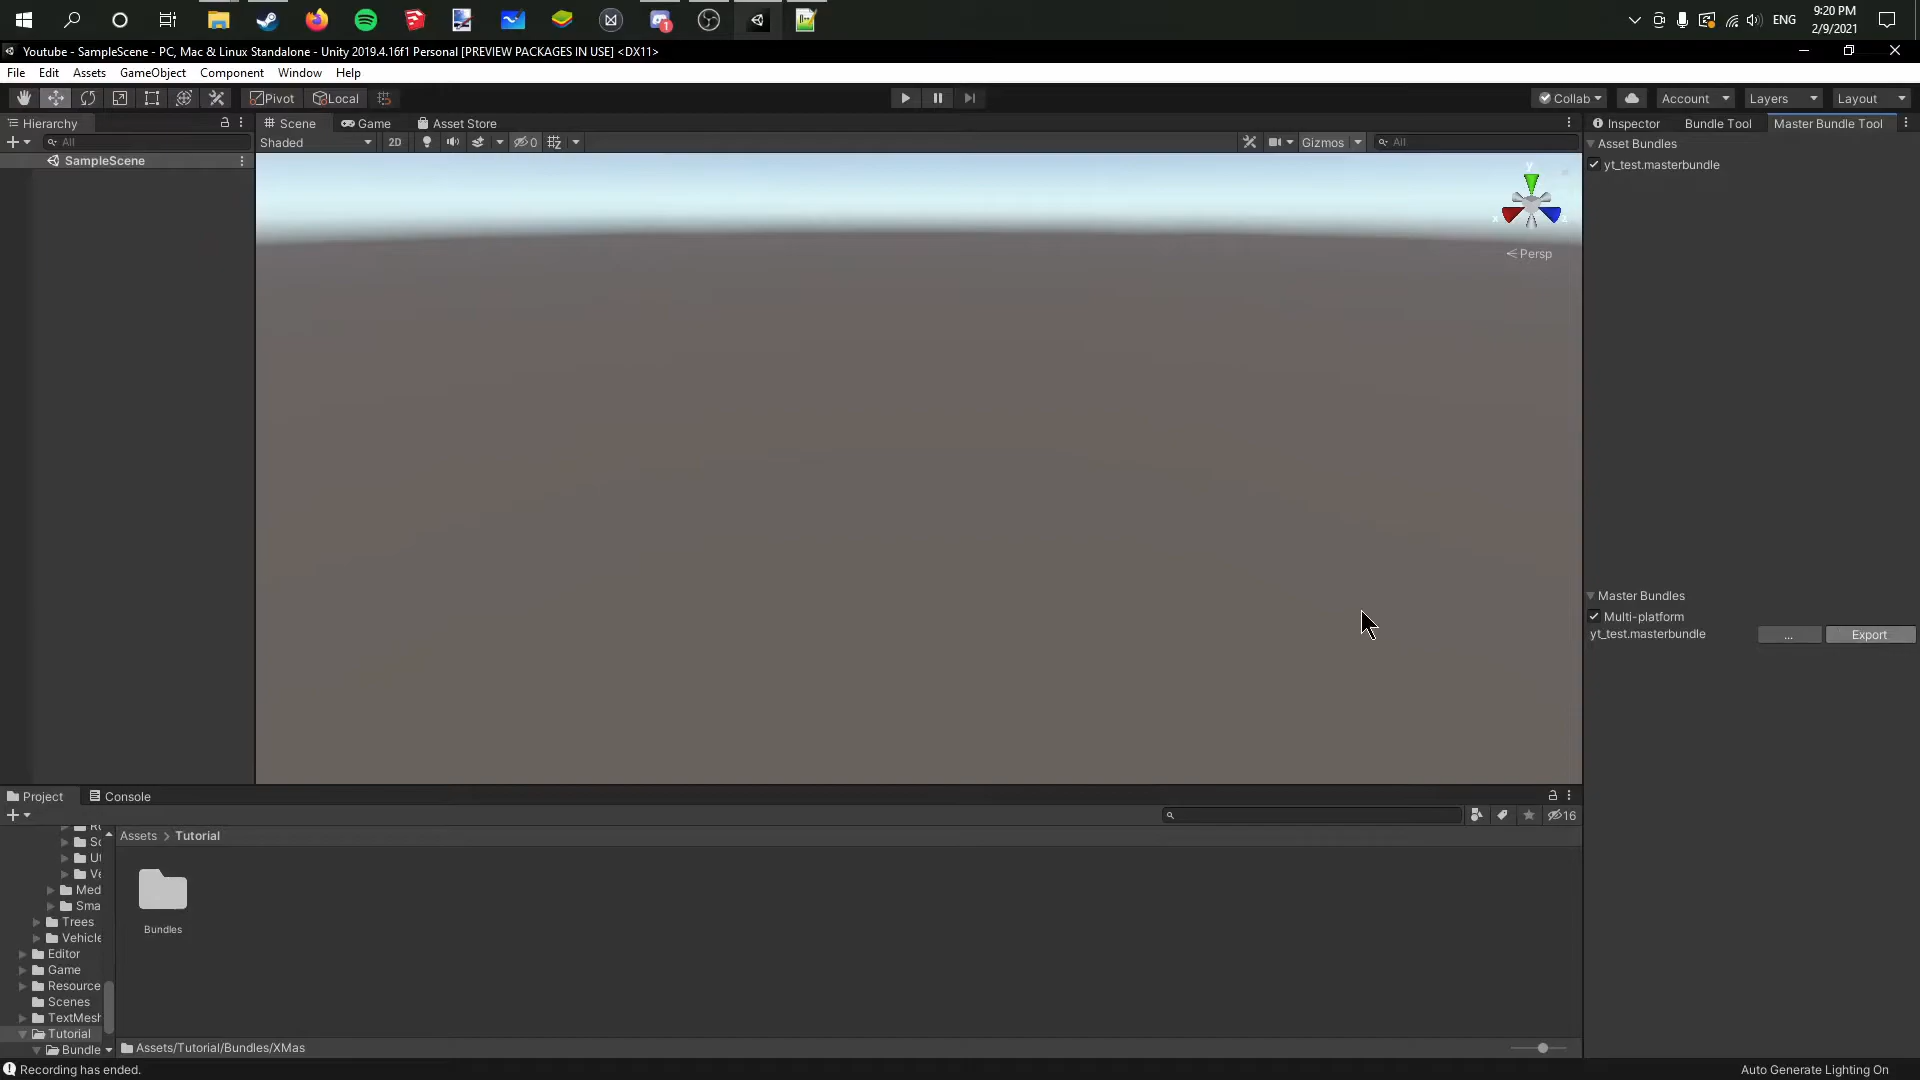 ENG
9:20 PM
2/9/2021
1
Youtube - SampleScene - PC, Mac & Linux Standalone - Unity 2019.4.16f1 Personal [PREVIEW PACKAGES IN USE] <DX11>
File Edit Assets GameObject Component Window Help
Pivot Local
Collab Account Layers Layout
Hierarchy
Scene Game Asset Store
Inspector Bundle Tool Master Bundle Tool
All
Shaded 2D 0 Gizmos All
Asset Bundles
SampleScene
yt_test.masterbundle
y
x
Persp
Master Bundles
Multi-platform
yt_test.masterbundle ... Export
Project Console
16
Assets > Tutorial
Sc
Ut
Ve
Med
Sma
Trees
Vehicle
Editor
Game
Resource
Scenes
TextMesh
Tutorial
Bundle
Bundles
Assets/Tutorial/Bundles/XMas
Recording has ended.
Auto Generate Lighting On